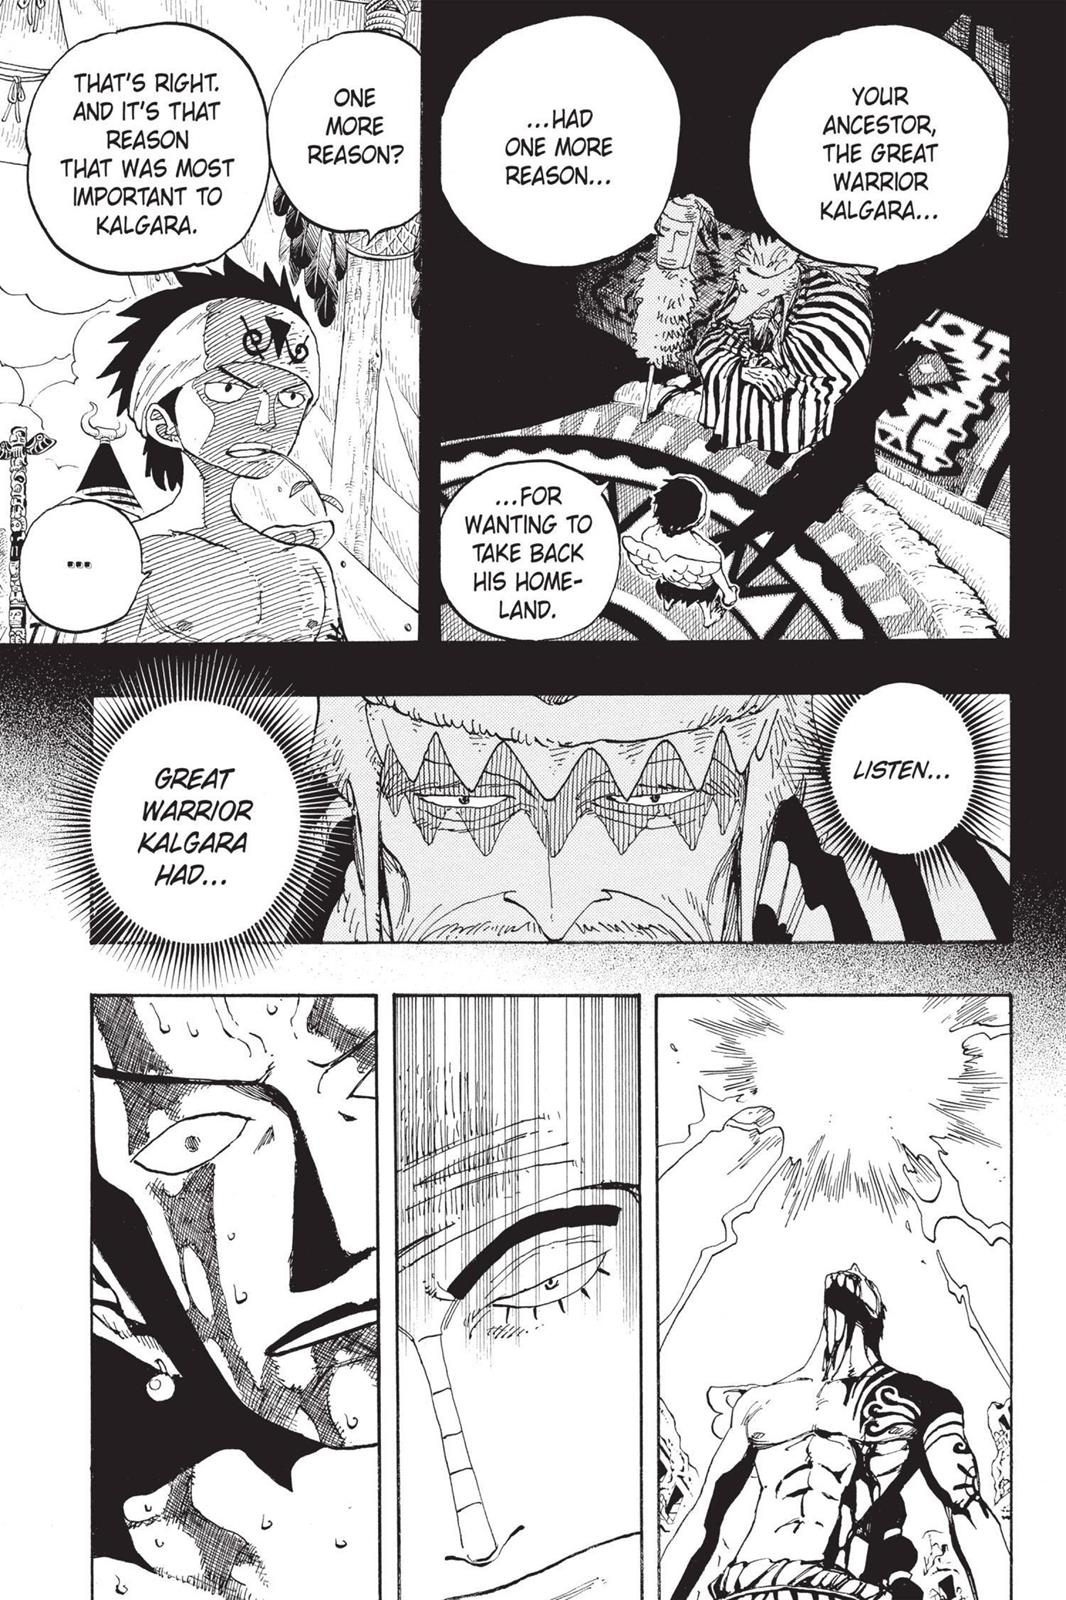 YOUR
ANCESTOR,
THE GREAT
WARRIOR
KALGARA...
...HAD
ONE MORE
REASON...
...FOR
WANTING TO
TAKE BACK
HIS HOME-
LAND.
ONE
MORE
REASON?
THAT'S RIGHT.
AND IT'S THAT
REASON
THAT WAS MOST
IMPORTANT TO
KALGARA.
...
LISTEN...
GREAT
WARRIOR
KALGARA
HAD...